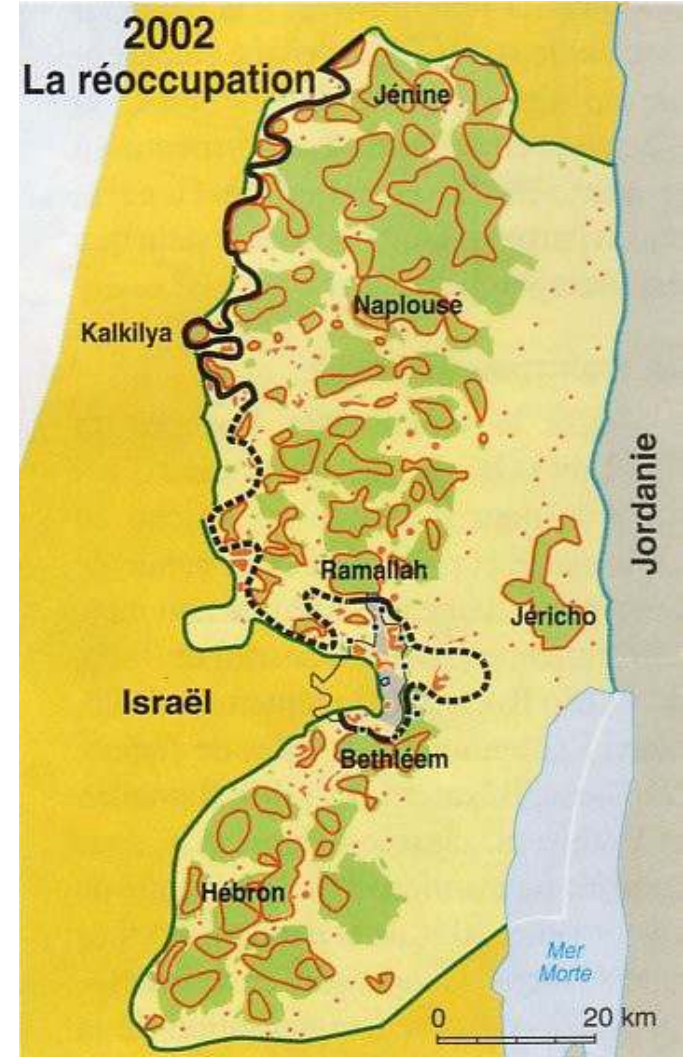 2002
La réoccupation
Jénine
Naplouse
Kalkilya
Jordanie
Ramallah
Jéricho
Israël
Bethléem
Hébron
Mer
Morte
0 20 km